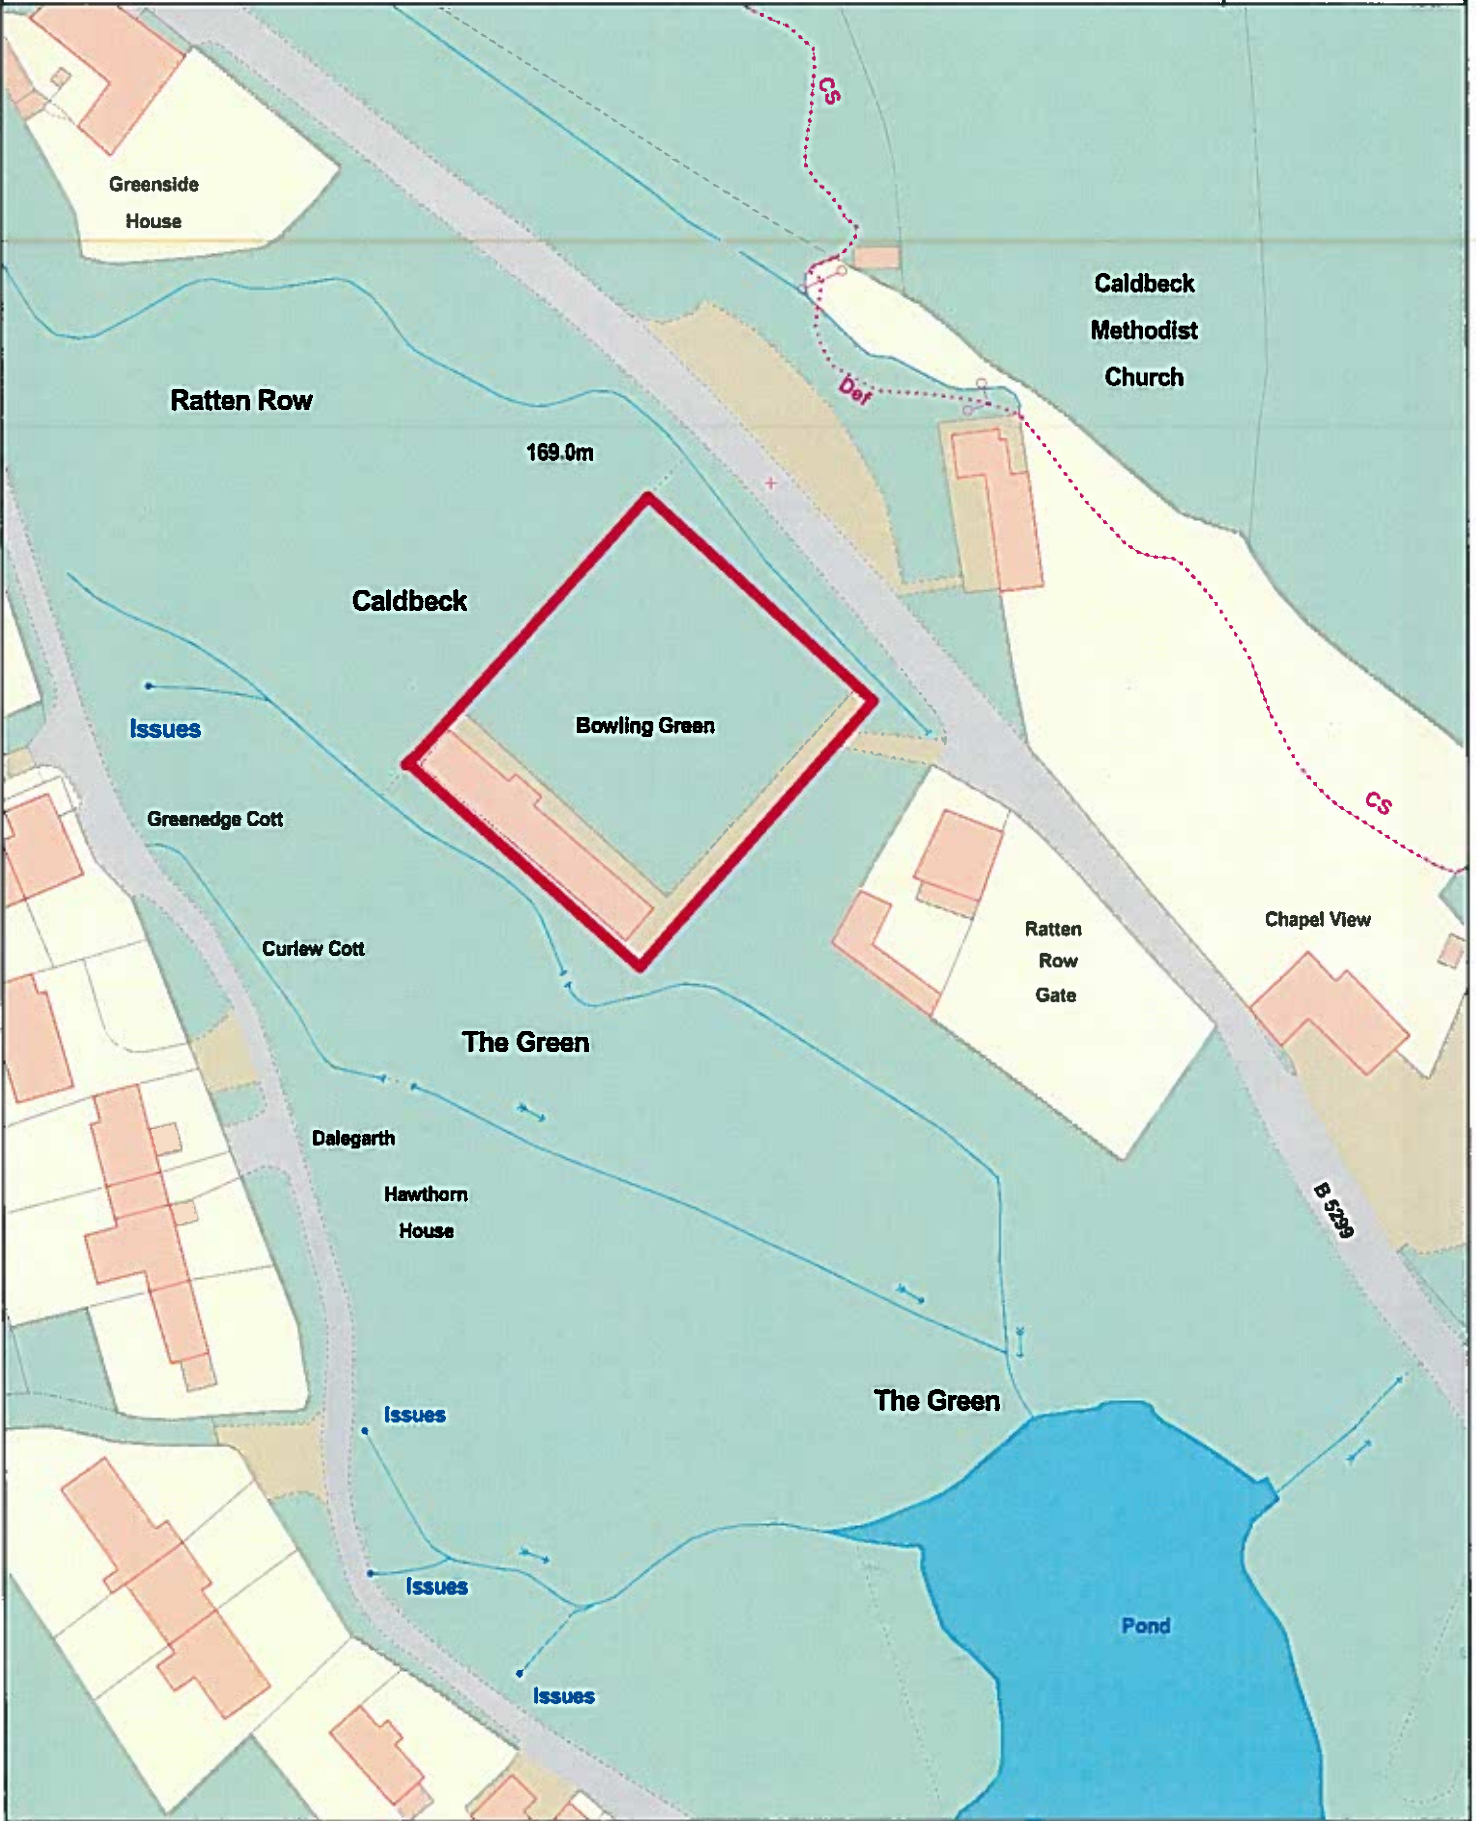 CS
Greenside
House
Caldbeck
Methodist
Church
Def
Ratten Row
169.0m
Caldbeck
Bowling Green
Issues
CS
Greenedge Cott
Chapel View
Ratten
Row
Gate
Curlew Cott
The Green
Dalegarth
Hawthorn
House
B 5299
The Green
Issues
Issues
Pond
Issues